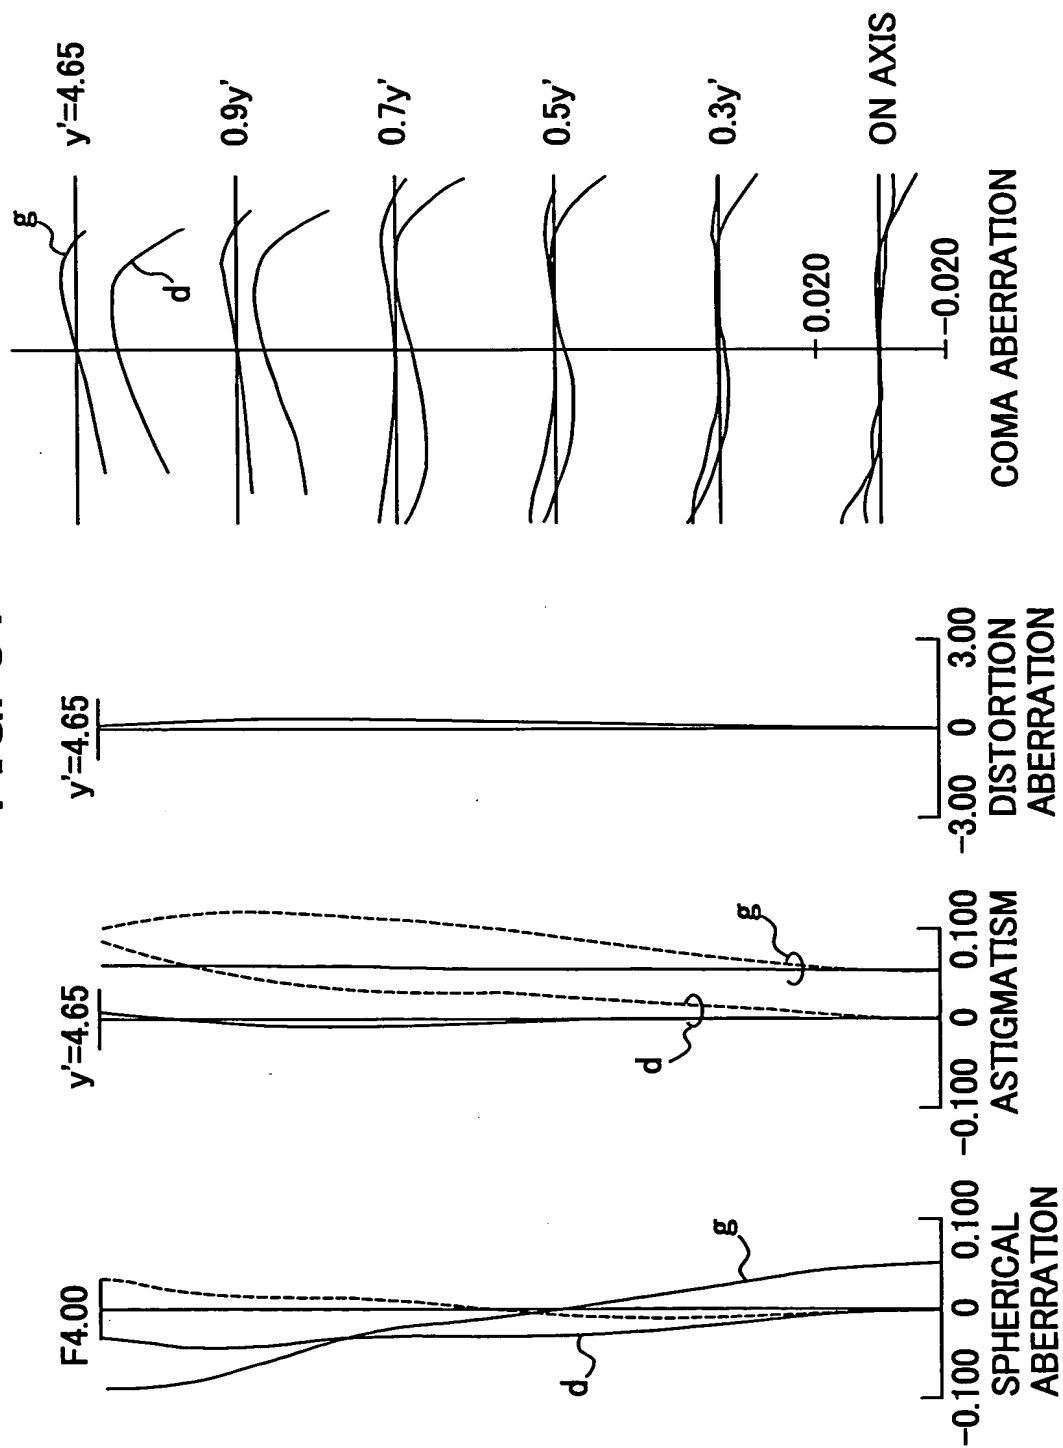 F4.00
g
d
-0.100 0 0.100
SPHERICAL
ABERRATION
y'=4.65
g
d
-0.100 0 0.100
ASTIGMATISM
y'=4.65
-3.00 0 3.00
DISTORTION
ABERRATION
g
d
y'=4.65
0.9y'
0.7y'
0.5y'
0.3y'
0.020
ON AXIS
-0.020
COMA ABERRATION